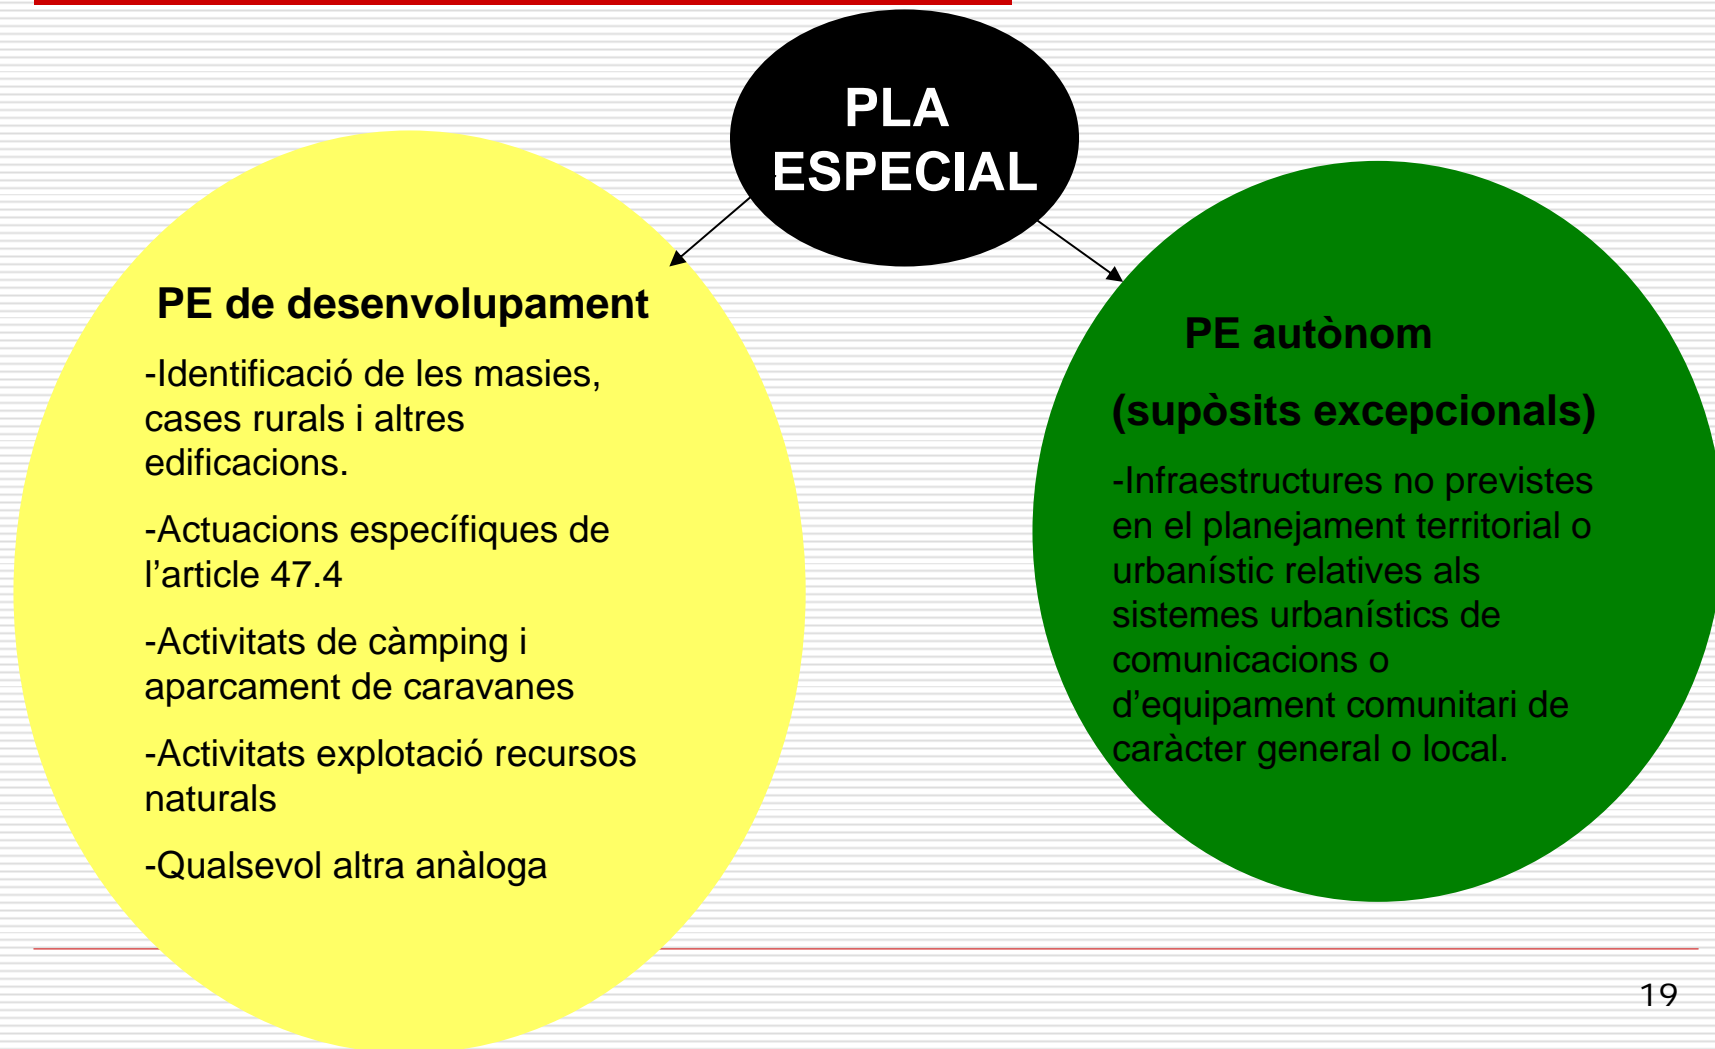 PLA
ESPECIAL
PE de desenvolupament
-Identificació de les masies,
cases rurals i altres
edificacions.
-Actuacions específiques de
l’article 47.4
-Activitats de càmping i
aparcament de caravanes
-Activitats explotació recursos
naturals
-Qualsevol altra anàloga
PE autònom
(supòsits excepcionals)
-Infraestructures no previstes
en el planejament territorial o
urbanístic relatives als
sistemes urbanístics de
comunicacions o
d’equipament comunitari de
caràcter general o local.
19